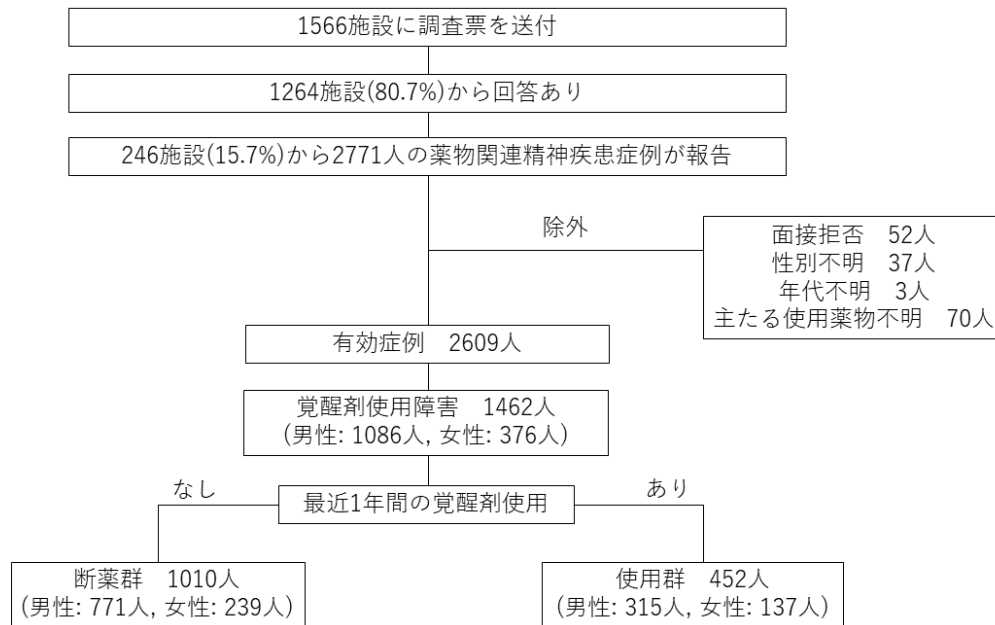 1566施設に調査票を送付
1264施設(80.7%)から回答あり
246施設(15.7%)から2771人の薬物関連精神疾患症例が報告
除外
面接拒否　52人
性別不明　37人
年代不明　3人
主たる使用薬物不明　70人
有効症例　2609人
覚醒剤使用障害　1462人
(男性: 1086人, 女性: 376人)
なし
最近1年間の覚醒剤使用
あり
断薬群　1010人
(男性: 771人, 女性: 239人)
使用群　452人
(男性: 315人, 女性: 137人)